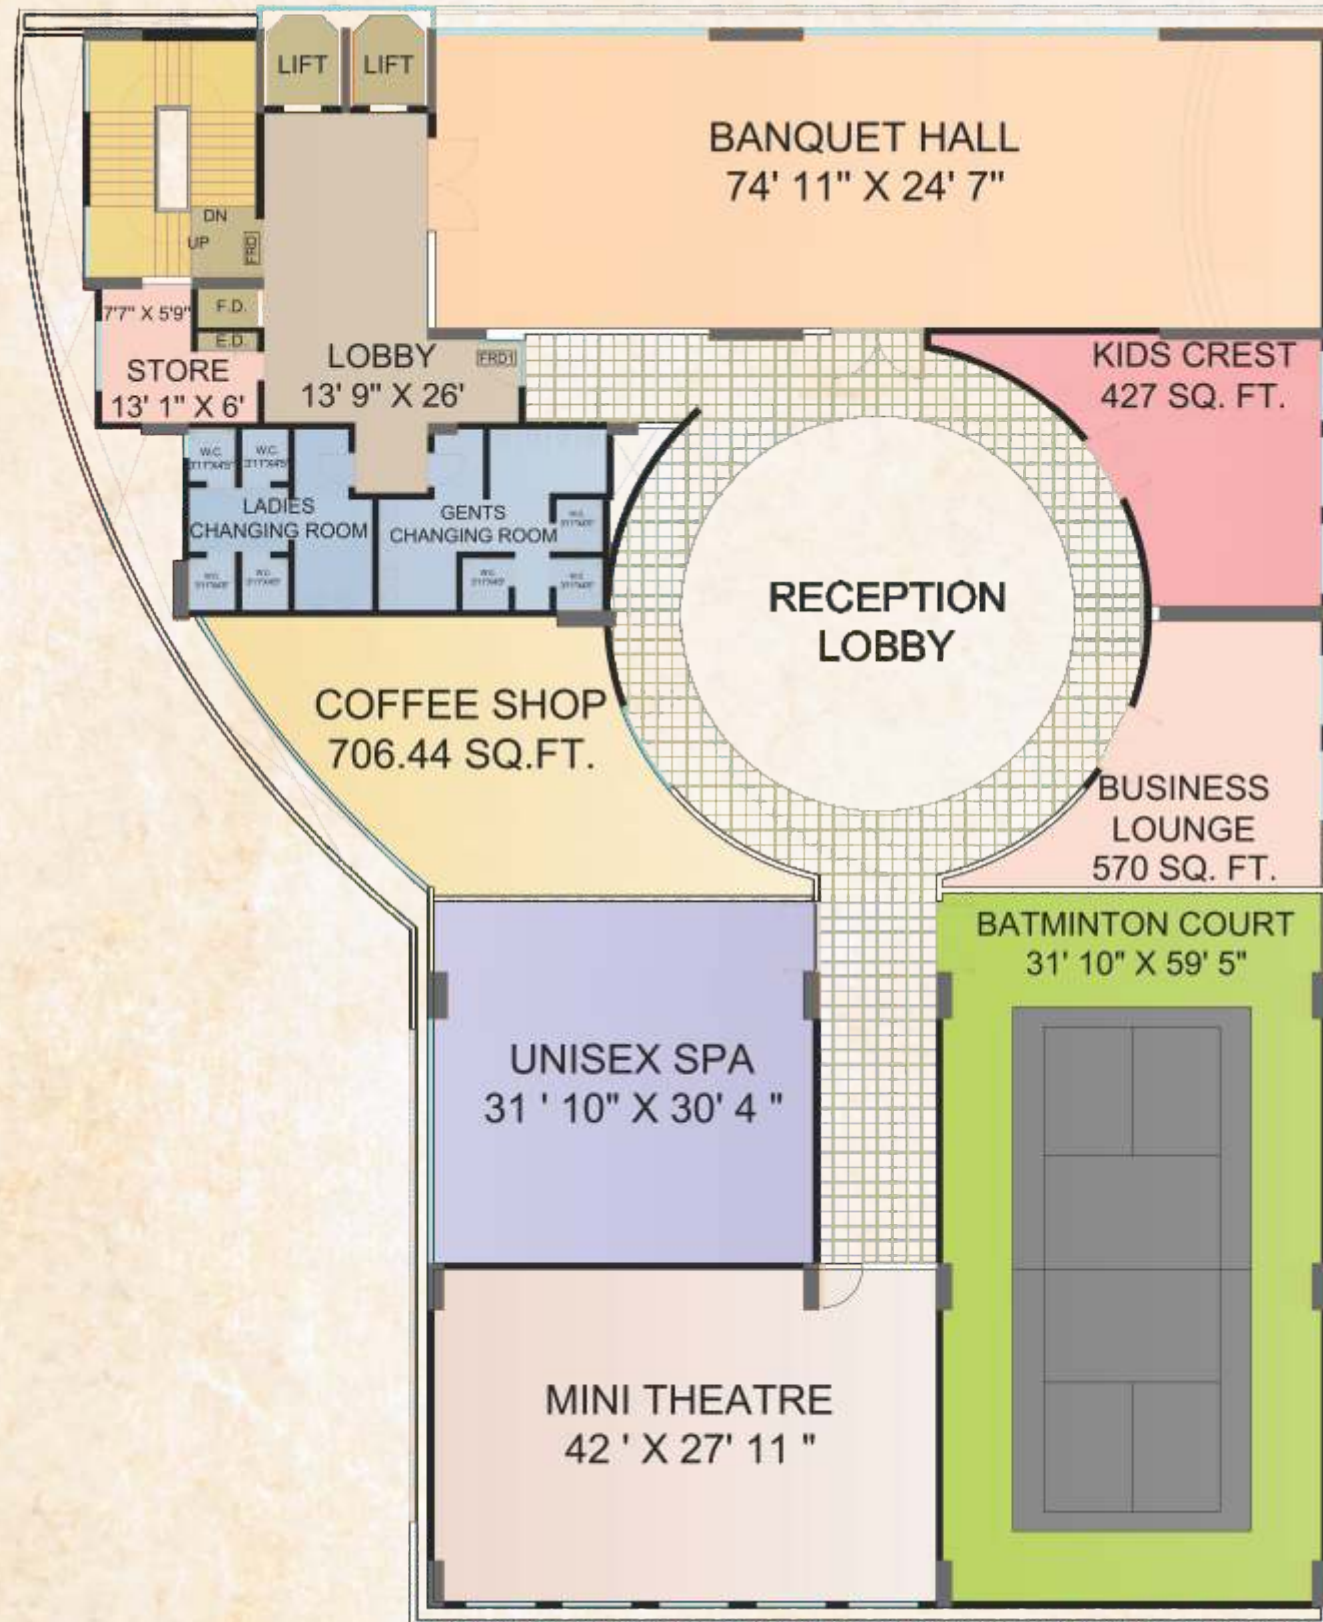 LIFT
LIFT
BANQUET HALL
74' 11" X 24' 7"
DN
UP
FRD
F.D.
E.D.
7'7" X 5'9"
STORE
13' 1" X 6'
LOBBY
13' 9" X 26'
FRD1
KIDS CREST
427 SQ. FT.
W.C.
W.C.
LADIES
CHANGING ROOM
W.C.
W.C.
GENTS
CHANGING ROOM
W.C.
W.C.
W.C.
RECEPTION
LOBBY
COFFEE SHOP
706.44 SQ.FT.
BUSINESS
LOUNGE
570 SQ. FT.
BATMINTON COURT
31' 10" X 59' 5"
UNISEX SPA
31 ' 10" X 30' 4 "
MINI THEATRE
42 ' X 27' 11 "